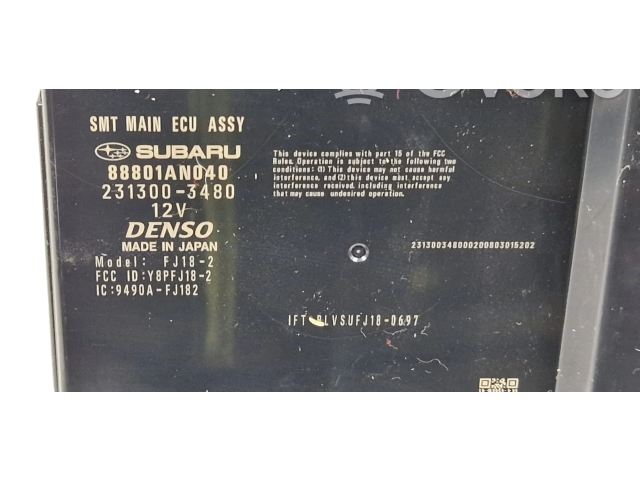 SMT MAIN ECU ASSY
SUBARU
88801AN040
231300-3480
12V
DENSO
MADE IN JAPAN
Model: FJ18-2
FCC ID:Y8PFJ18-2
IC:9490A-FJ182
This device complies with part 15 of the FCC
Rules. Operation is subject to the following two
conditions: (1) This device may not cause harmful
interference, and (2) this device must accept any
interference received, including interference
that may cause undesired operation.
23130034800020080301S202
IFT